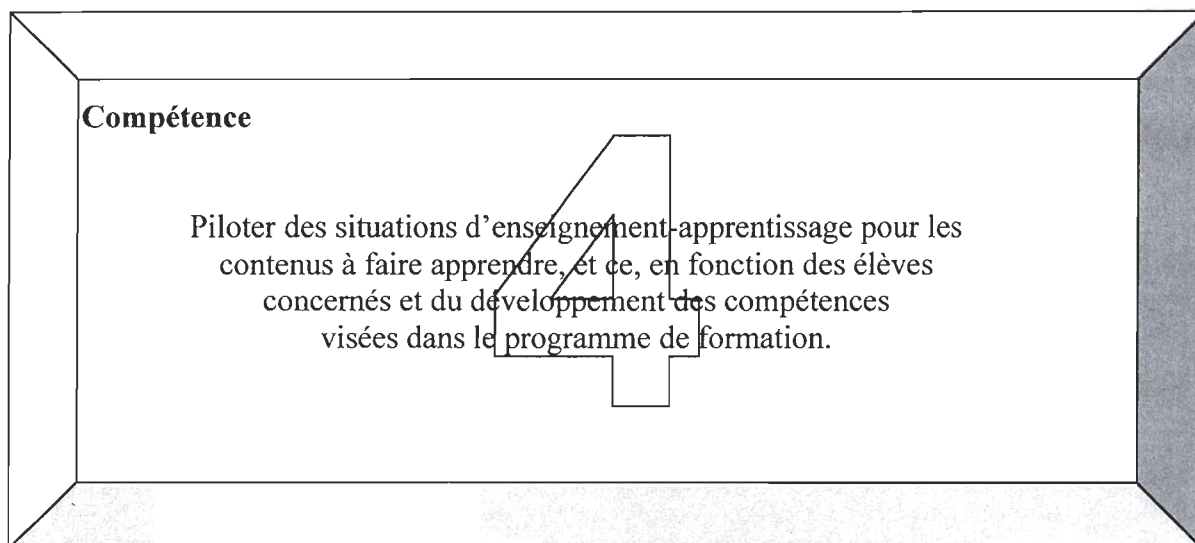 Compétence
4
Piloter des situations d'enseignement-apprentissage pour les
contenus à faire apprendre, et ce, en fonction des élèves
concernés et du développement des compétences
visées dans le programme de formation.